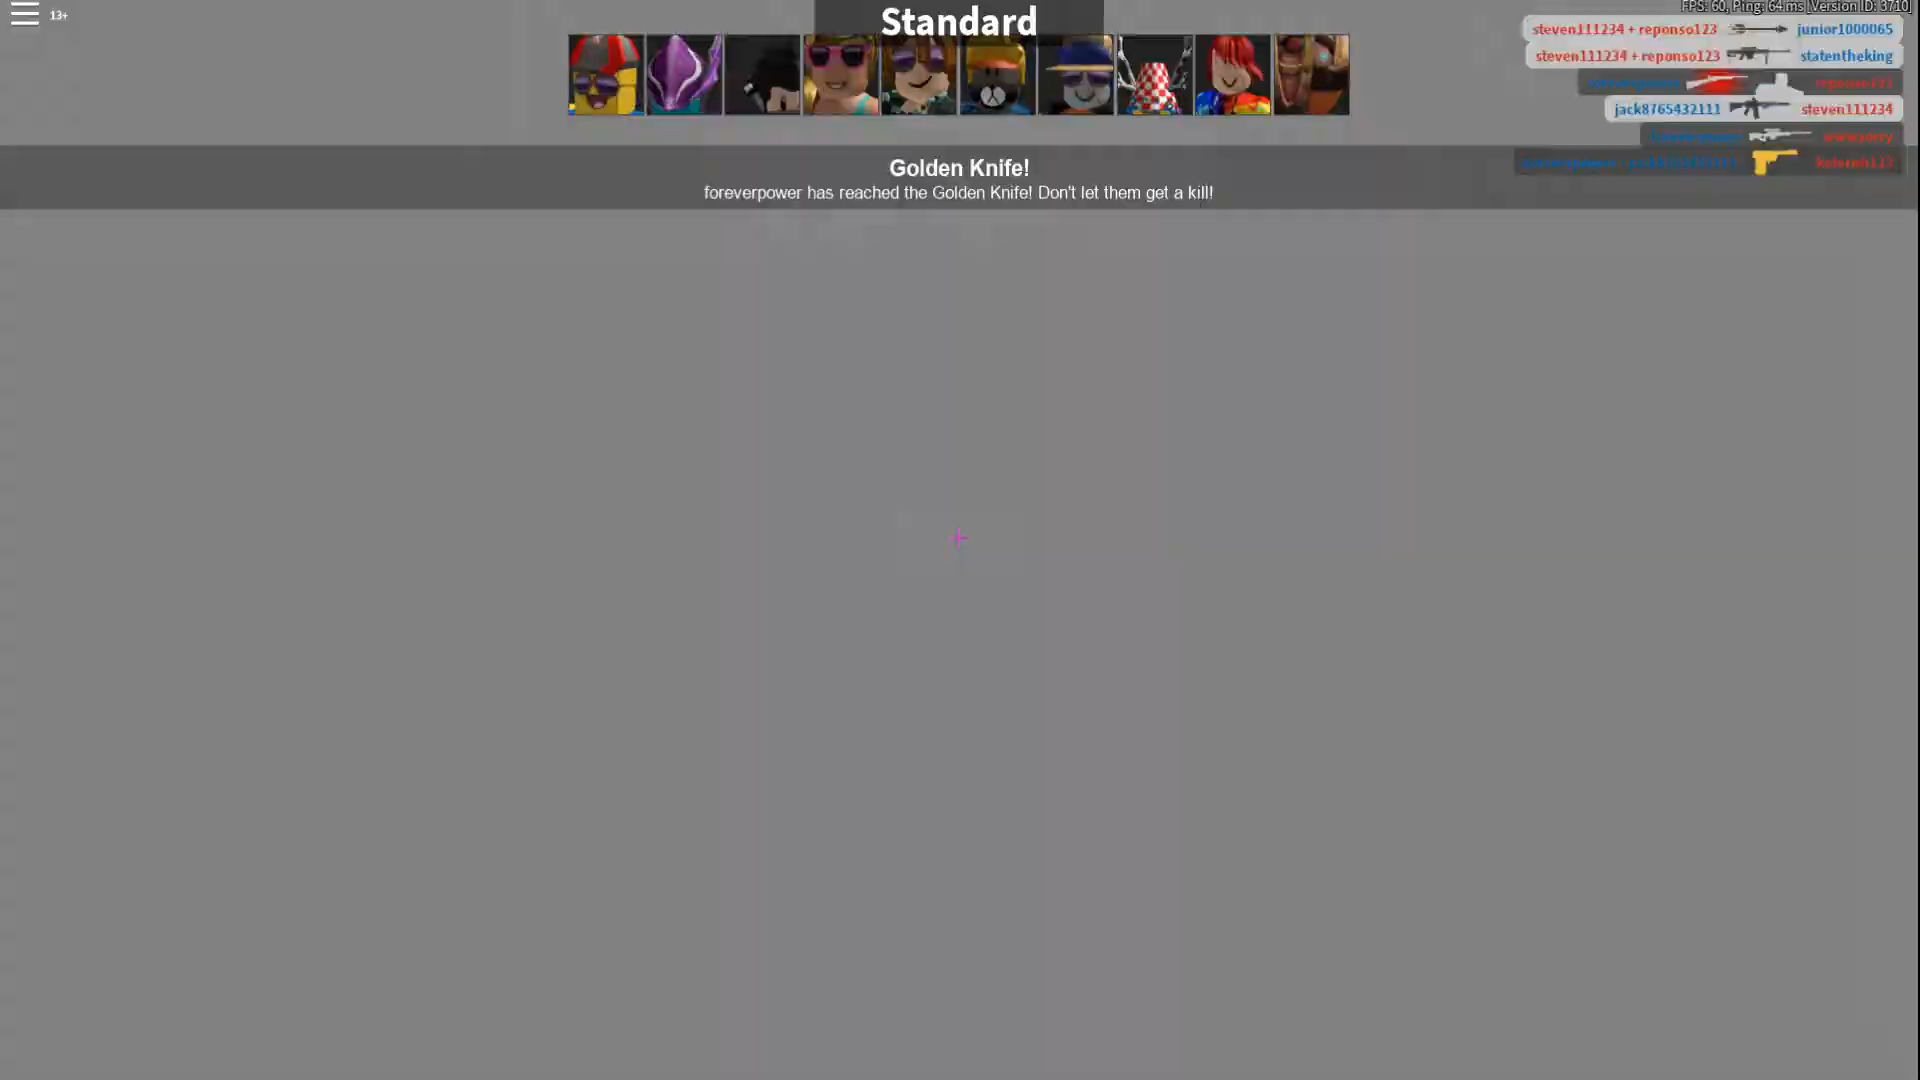 13+
Standard
FPS: 60, Ping: 64 ms [Version ID: 3710]
steven111234 + reponso123 junior1000065
steven111234 + reponso123 statentheking
reponso123
jack8765432111 steven111234
Golden Knife!
foreverpower has reached the Golden Knife! Don't let them get a kill!